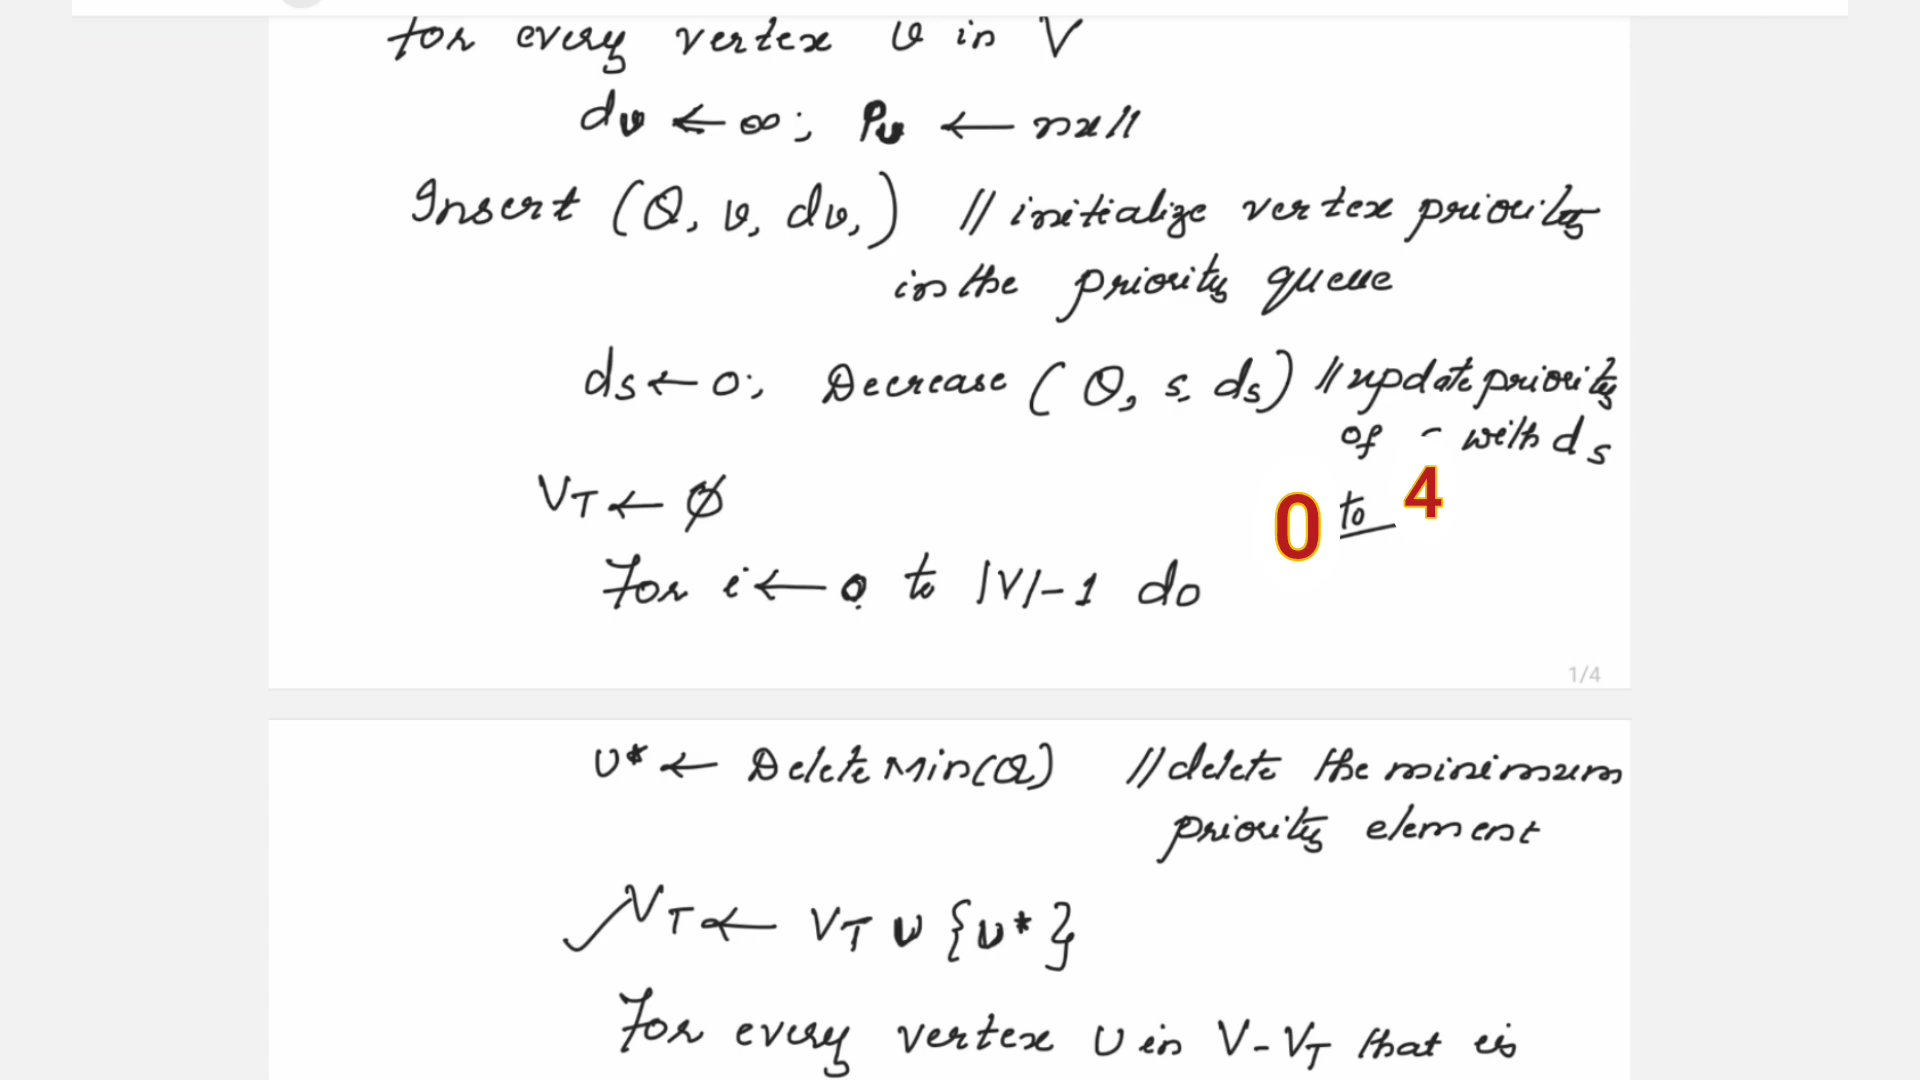 for every vertex v in V
dv ← ∞; Pv ← null
Insert (Q, v, dv,) // initialize vertex priority
in the priority queue
ds ← 0; Decrease (Q, s, ds) // update priority
of with ds
VT ← ∅
0 to 4
For i ← 0 to |V|-1 do
1/4
u* ← DeleteMin(Q) // delete the minimum
priority element
VT ← VT ∪ {u*}
For every vertex u in V-VT that is